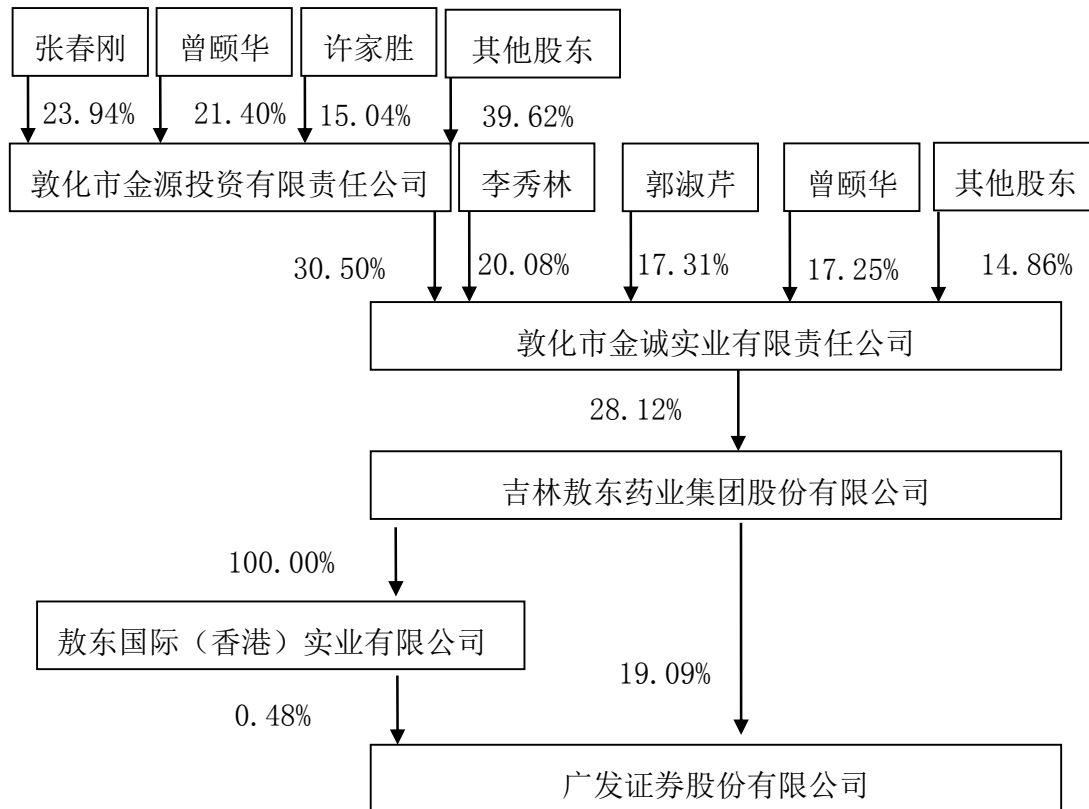 张春刚
曾颐华
许家胜
其他股东
23.94%
21.40%
15.04%
39.62%
敦化市金源投资有限责任公司
李秀林
郭淑芹
曾颐华
其他股东
30.50%
20.08%
17.31%
17.25%
14.86%
敦化市金诚实业有限责任公司
28.12%
吉林敖东药业集团股份有限公司
100.00%
敖东国际（香港）实业有限公司
19.09%
0.48%
广发证券股份有限公司